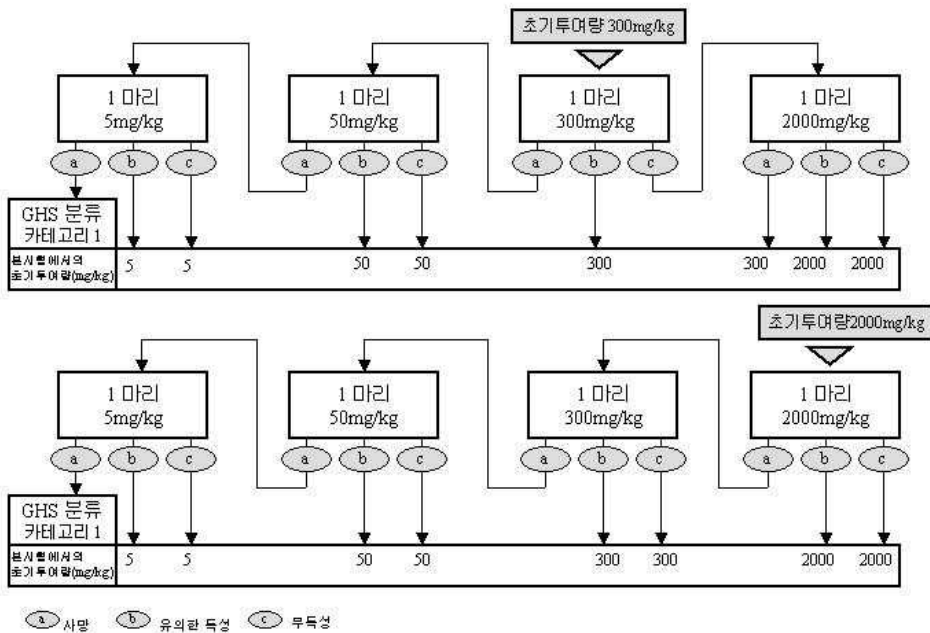 초기투여량 300mg/kg
1 마리
5mg/kg
1 마리
50mg/kg
1 마리
300mg/kg
1 마리
2000mg/kg
a b c a b c a b c a b c
GHS 분류
카테고리 1
본시험에서의
초기투여량(mg/kg)
5 5 50 50 300 300 2000 2000
초기투여량2000mg/kg
1 마리
5mg/kg
1 마리
50mg/kg
1 마리
300mg/kg
1 마리
2000mg/kg
a b c a b c a b c a b c
GHS 분류
카테고리 1
본시험에서의
초기투여량(mg/kg)
5 5 50 50 300 300 2000 2000
a 사망 b 유의한 독성 c 무독성